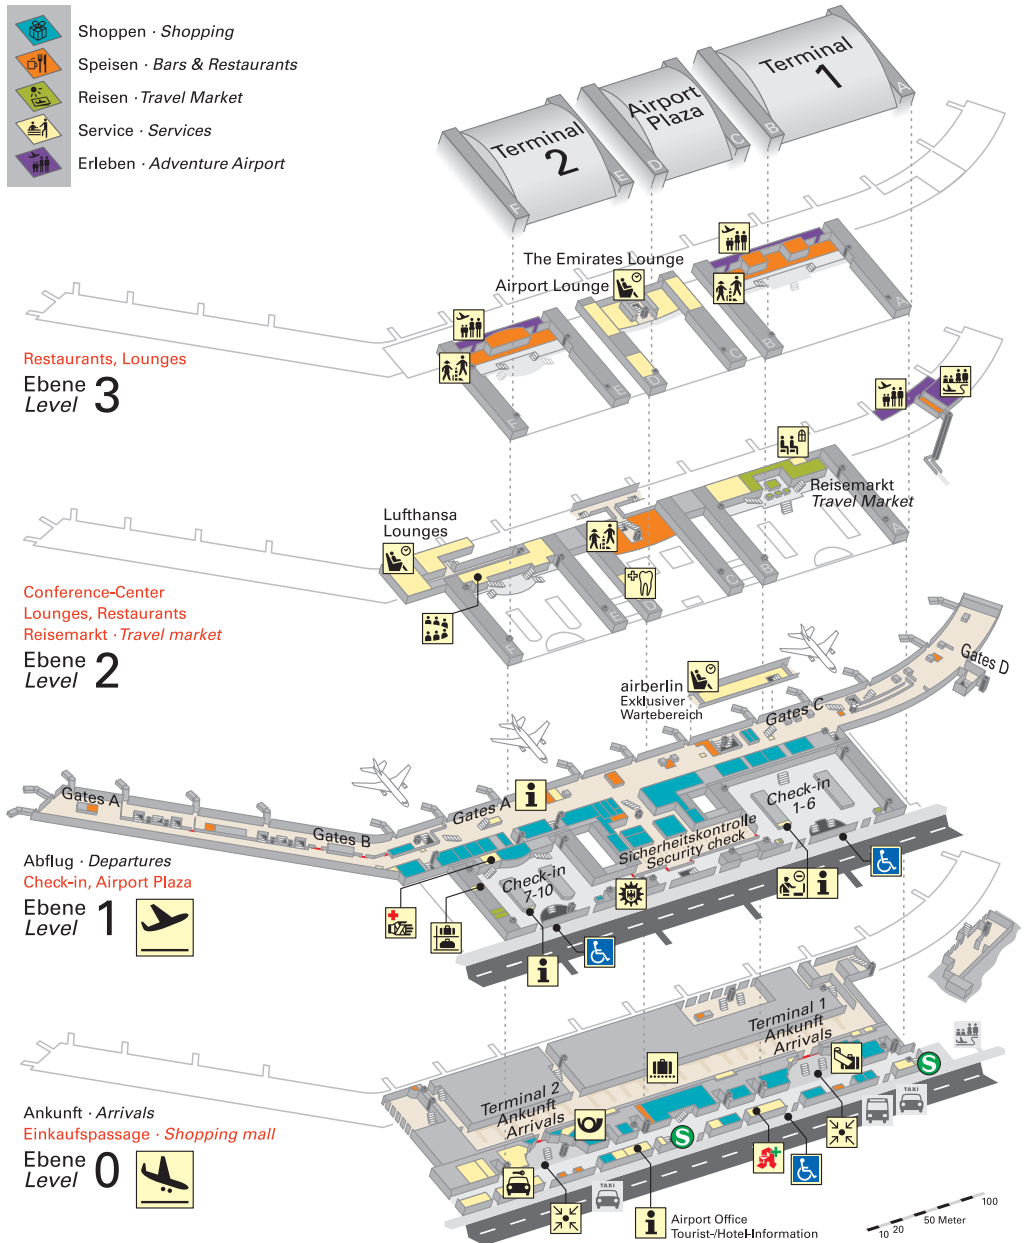 Shoppen · Shopping
Speisen · Bars & Restaurants
Reisen · Travel Market
Service · Services
Erleben · Adventure Airport
Terminal
1
Airport
Plaza
Terminal
2
A
B
C
D
E
F
The Emirates Lounge
Airport Lounge
A
B
C
D
E
F
Restaurants, Lounges
Ebene
Level 3
Reisemarkt
Travel Market
Lufthansa
Lounges
A
B
C
D
E
F
Conference-Center
Lounges, Restaurants
Reisemarkt · Travel market
Ebene
Level 2
Gates D
airberlin
Exklusiver
Wartebereich
Gates C
Gates A
Gates B
Gates A
i
Check-in
1-6
Sicherheitskontrolle
Security check
Check-in
7-10
i
i
Abflug · Departures
Check-in, Airport Plaza
Ebene
Level 1
Terminal 1
Ankunft
Arrivals
Terminal 2
Ankunft
Arrivals
S
S
TAXI
TAXI
Ankunft · Arrivals
Einkaufspassage · Shopping mall
Ebene
Level 0
i
Airport Office
Tourist-/Hotel-Information
10 20
50 Meter
100